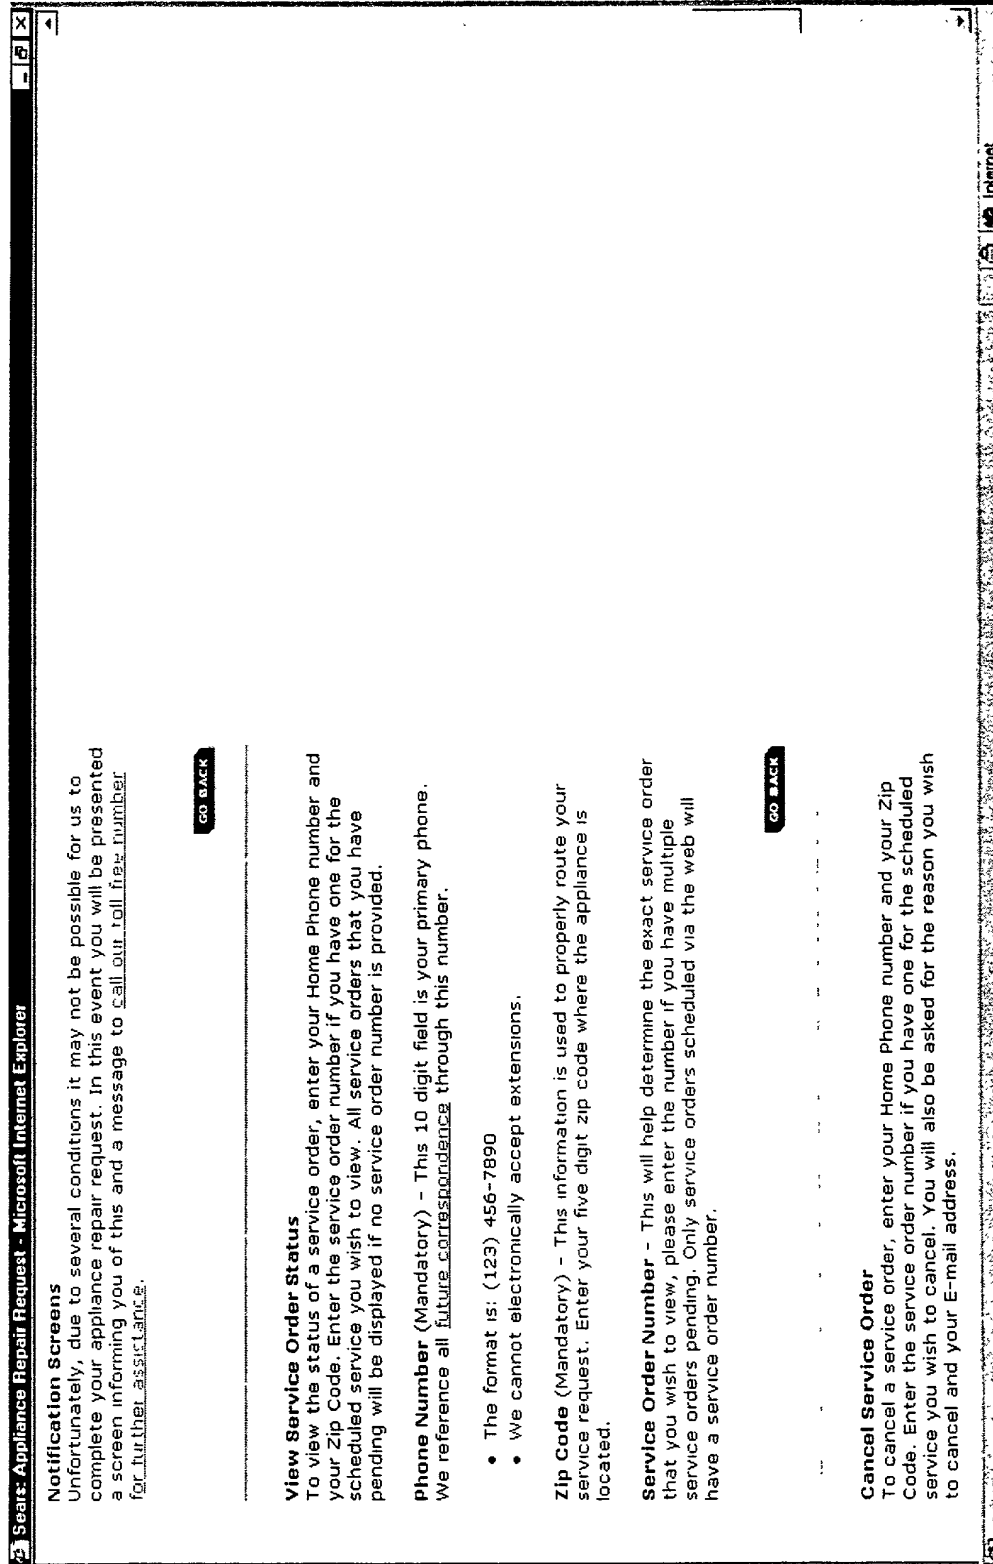 Sears: Appliance Repair Request - Microsoft Internet Explorer
Notification Screens
Unfortunately, due to several conditions it may not be possible for us to
complete your appliance repair request. In this event you will be presented
a screen informing you of this and a message to call our toll free number
for further assistance.
GO BACK
View Service Order Status
To view the status of a service order, enter your Home Phone number and
your Zip Code. Enter the service order number if you have one for the
scheduled service you wish to view. All service orders that you have
pending will be displayed if no service order number is provided.
Phone Number (Mandatory) - This 10 digit field is your primary phone.
We reference all future correspondence through this number.
• The format is: (123) 456-7890
• We cannot electronically accept extensions.
Zip Code (Mandatory) - This information is used to properly route your
service request. Enter your five digit zip code where the appliance is
located.
Service Order Number - This will help determine the exact service order
that you wish to view, please enter the number if you have multiple
service orders pending. Only service orders scheduled via the web will
have a service order number.
GO BACK
Cancel Service Order
To cancel a service order, enter your Home Phone number and your Zip
Code. Enter the service order number if you have one for the scheduled
service you wish to cancel. You will also be asked for the reason you wish
to cancel and your E-mail address.
Internet